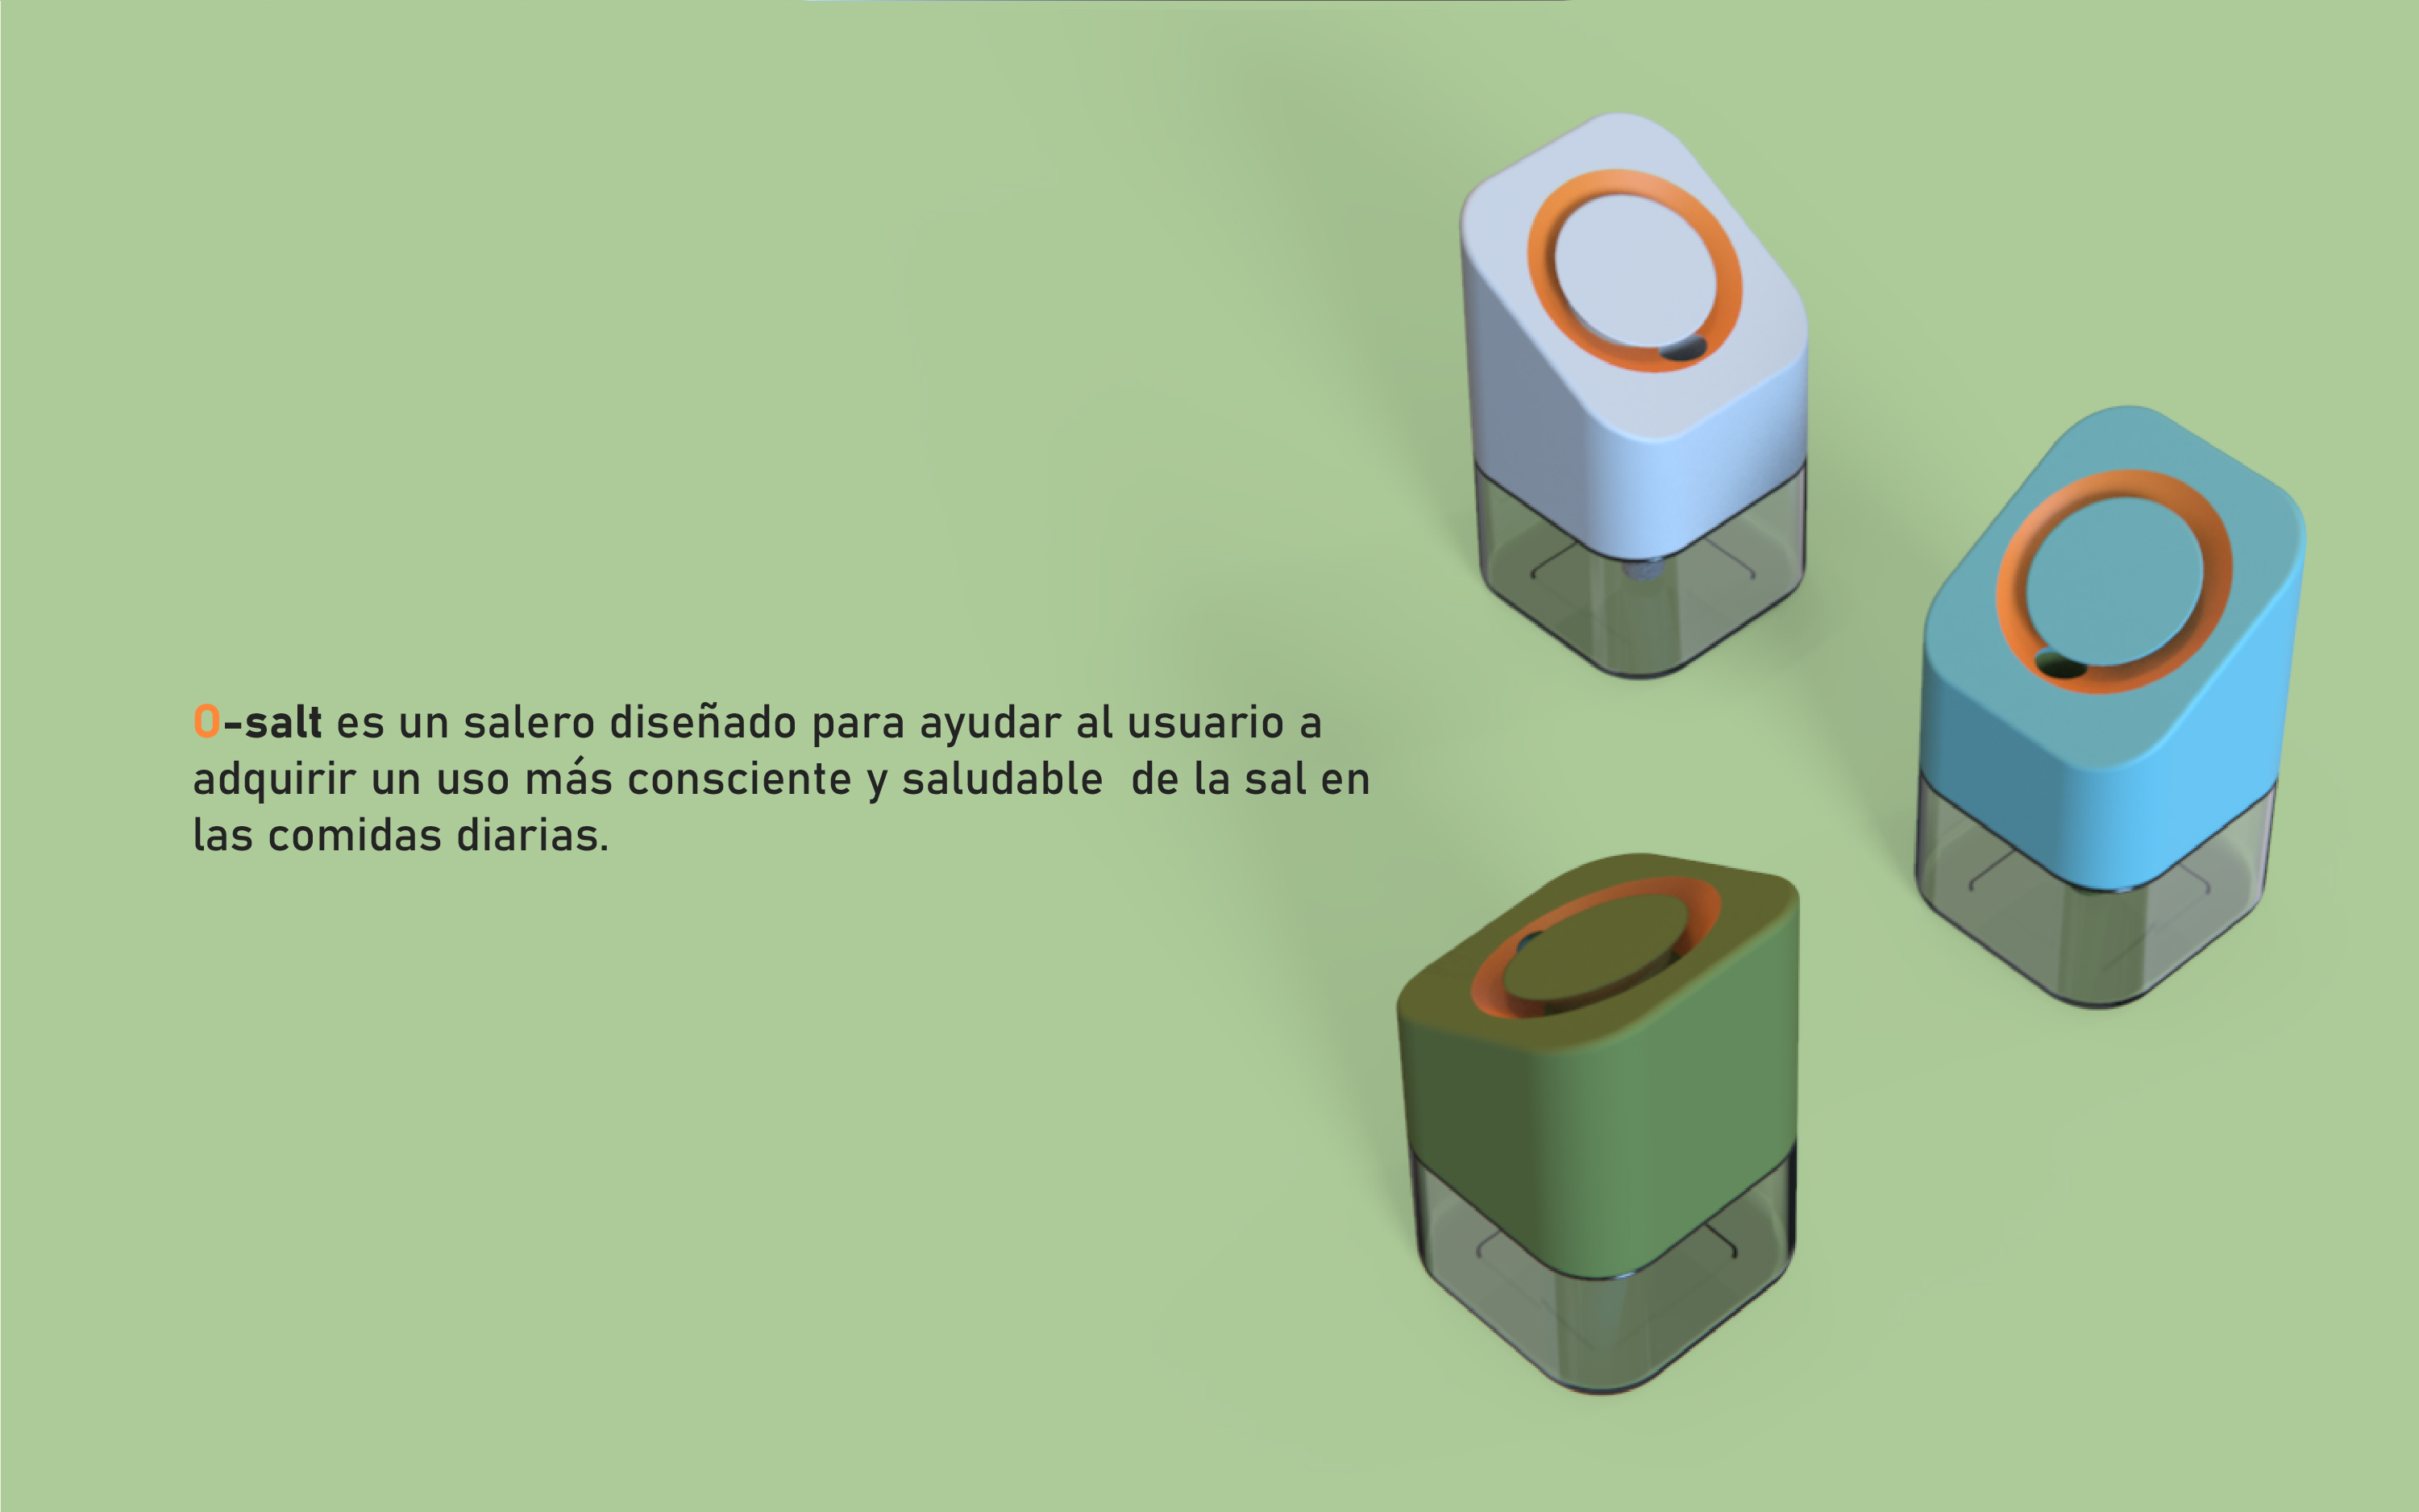 O-salt es un salero diseñado para ayudar al usuario a
adquirir un uso más consciente y saludable  de la sal en
las comidas diarias.